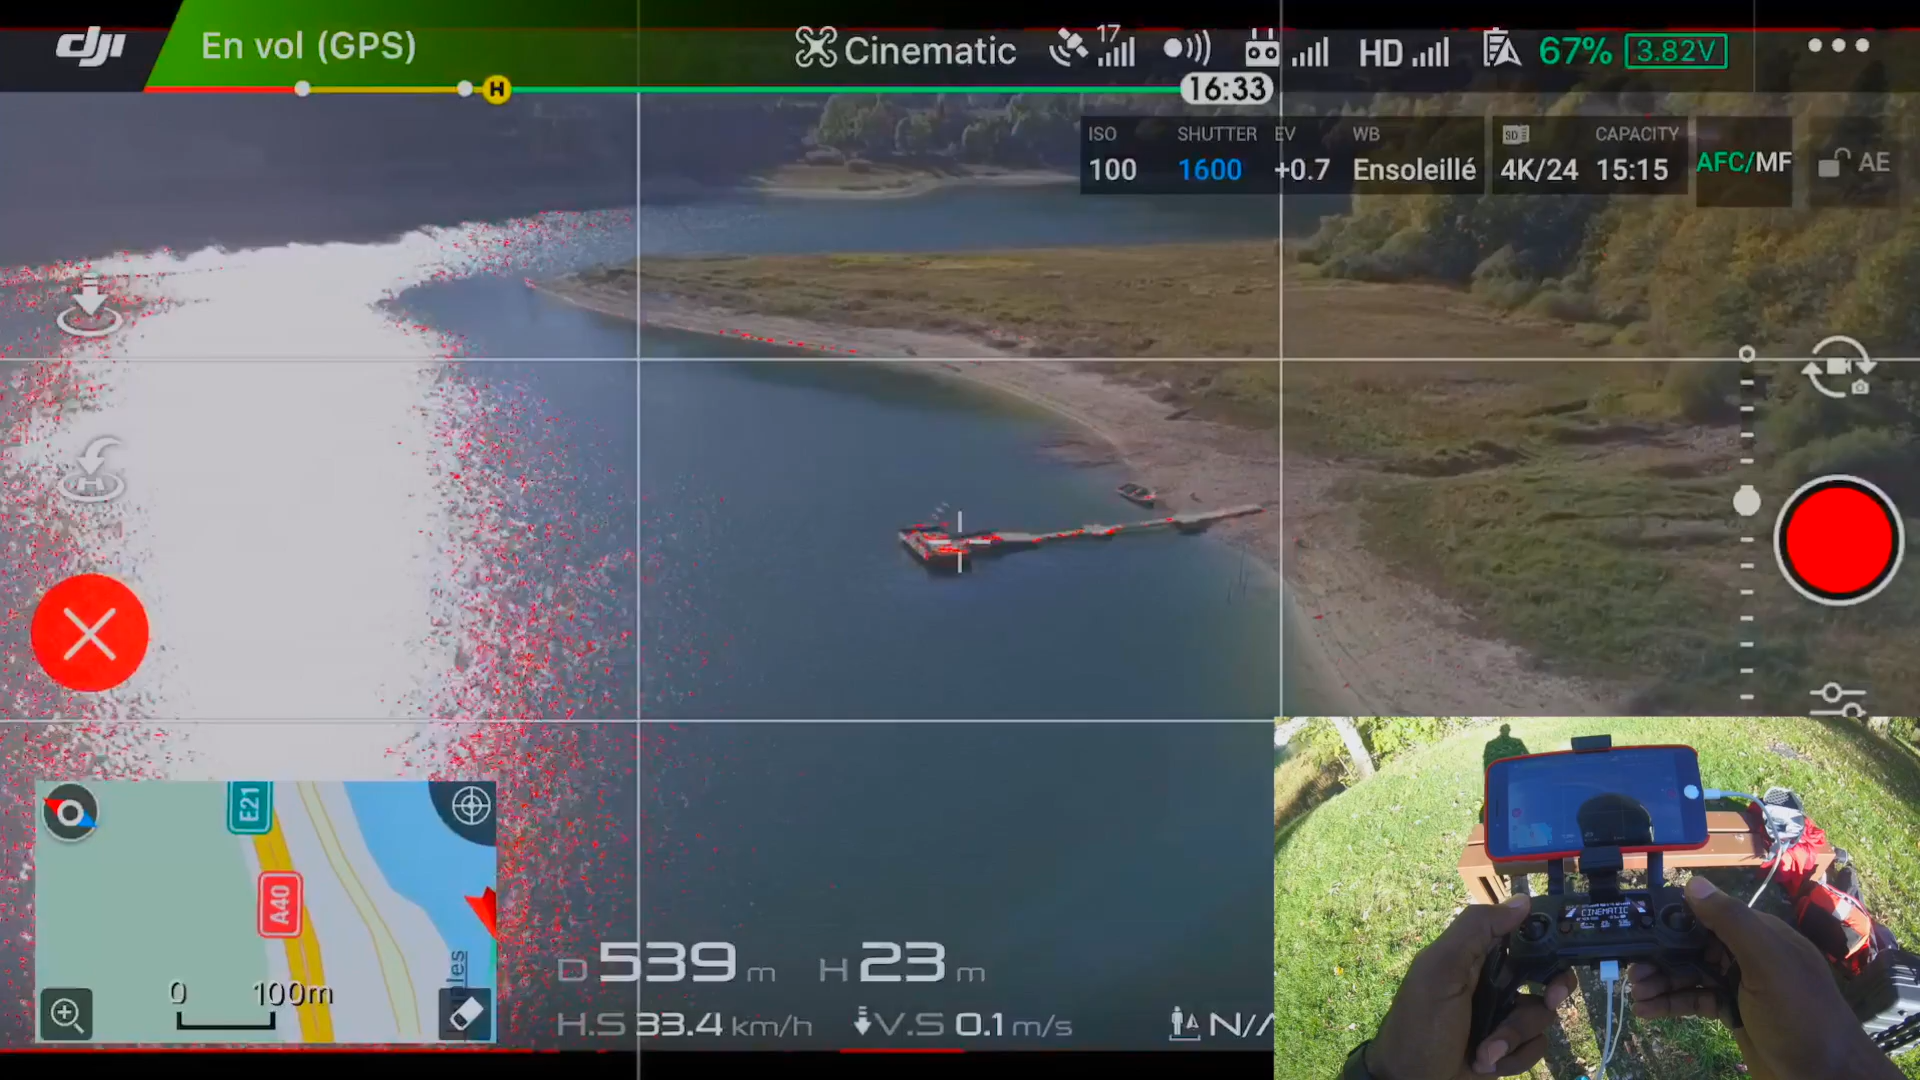 dji En vol (GPS) Cinematic 17 HD 67% 3.82V
H 16:33
ISO SHUTTER EV WB SD CAPACITY
100 1600 +0.7 Ensoleillé 4K/24 15:15 AFC/MF AE
H
E21
A40
0 100m
D 539 m H 23 m
H.S 33.4 km/h V.S 0.1 m/s N/A
CINEMATIC